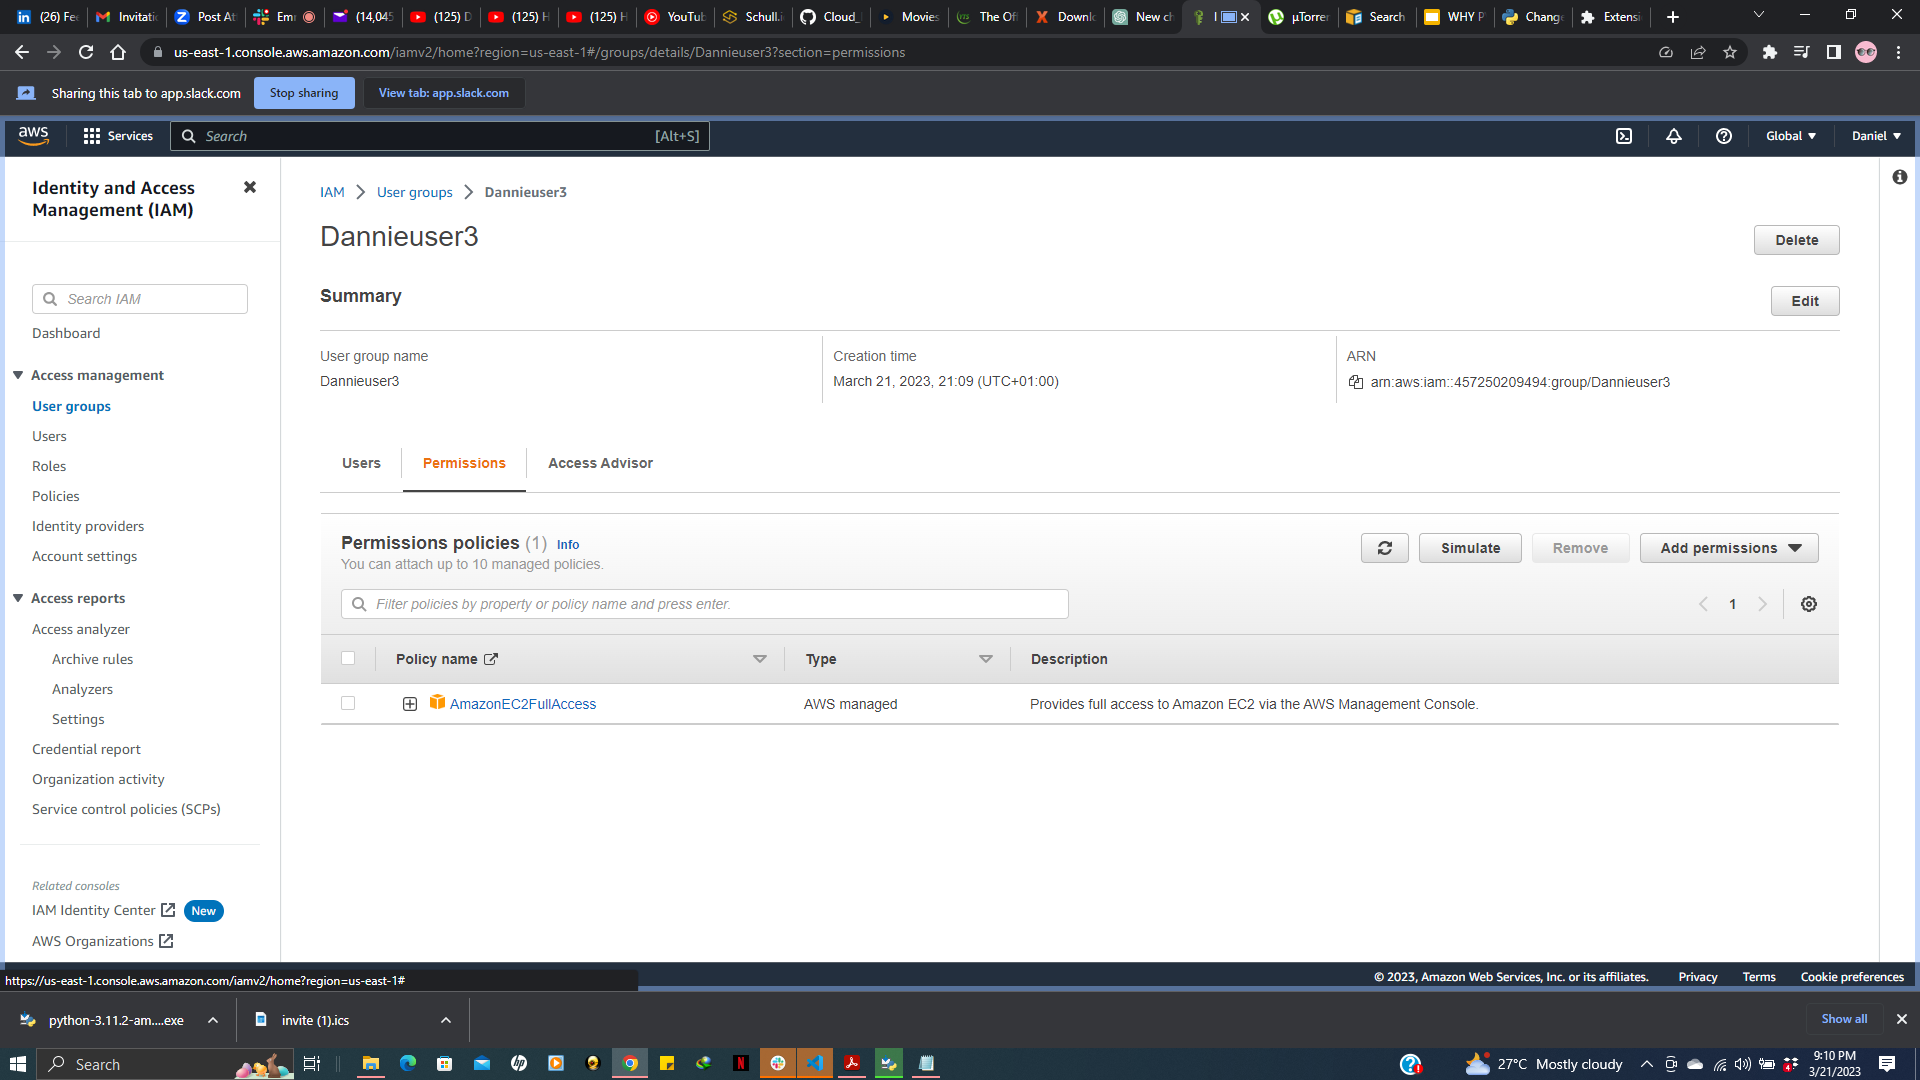 (26) Fee
Invitatio
Post At
Em
(14,045
(125) D
(125) H
(125) H
YouTub
Schull.i
Cloud_
Movies
The Off
Downlo
New ch
I
µTorren
Search
WHY P
Change
Extensi
us-east-1.console.aws.amazon.com/iamv2/home?region=us-east-1#/groups/details/Dannieuser3?section=permissions
Sharing this tab to app.slack.com
Stop sharing
View tab: app.slack.com
aws
Services
Search
[Alt+S]
Global
Daniel
Identity and Access
Management (IAM)
Search IAM
Dashboard
Access management
User groups
Users
Roles
Policies
Identity providers
Account settings
Access reports
Access analyzer
Archive rules
Analyzers
Settings
Credential report
Organization activity
Service control policies (SCPs)
Related consoles
IAM Identity Center New
AWS Organizations
IAM > User groups > Dannieuser3
Dannieuser3
Delete
Summary
Edit
User group name
Dannieuser3
Creation time
March 21, 2023, 21:09 (UTC+01:00)
ARN
arn:aws:iam::457250209494:group/Dannieuser3
Users
Permissions
Access Advisor
Permissions policies (1) Info
You can attach up to 10 managed policies.
Simulate
Remove
Add permissions
Filter policies by property or policy name and press enter.
1
Policy name
Type
Description
AmazonEC2FullAccess
AWS managed
Provides full access to Amazon EC2 via the AWS Management Console.
https://us-east-1.console.aws.amazon.com/iamv2/home?region=us-east-1#
© 2023, Amazon Web Services, Inc. or its affiliates.
Privacy
Terms
Cookie preferences
python-3.11.2-am....exe
invite (1).ics
Show all
Search
27°C Mostly cloudy
9:10 PM
3/21/2023